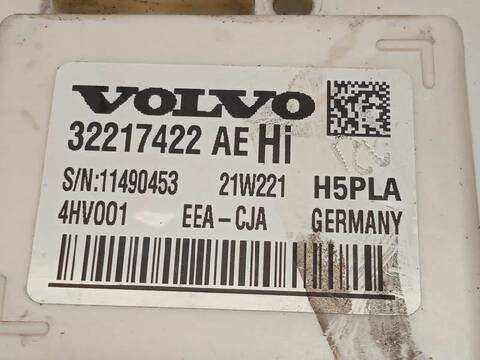 VOLVO
32217422 AE Hi
S/N:11490453 21W221 H5PLA
4HV001 EEA-CJA GERMANY